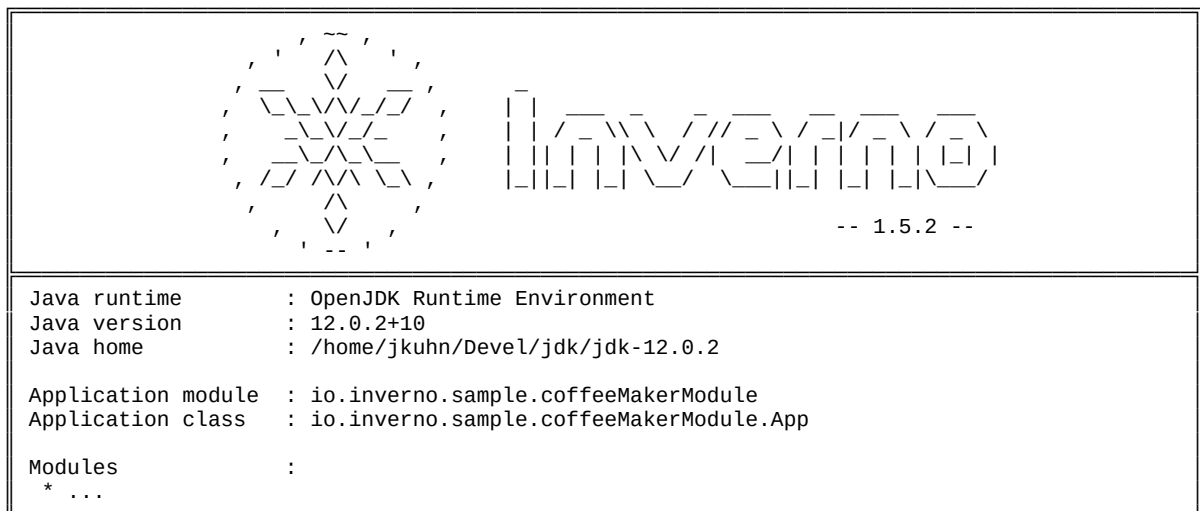 Inverno
-- 1.5.2 --
Java runtime : OpenJDK Runtime Environment
Java version : 12.0.2+10
Java home : /home/jkuhn/Devel/jdk/jdk-12.0.2
Application module : io.inverno.sample.coffeeMakerModule
Application class : io.inverno.sample.coffeeMakerModule.App
Modules :
* ...